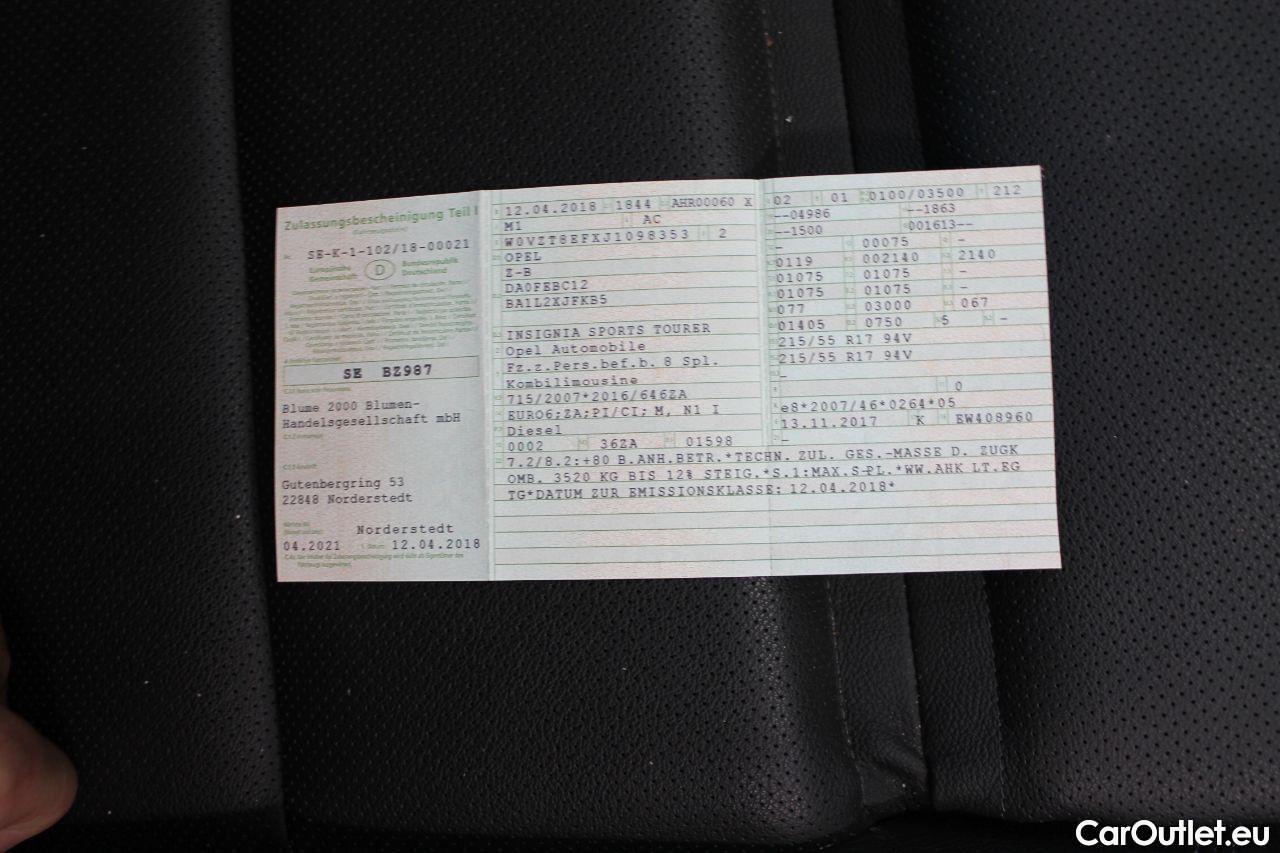 Zulassungsbescheinigung Teil I
SE-K-1-102/18-00021
Europäische Gemeinschaft
D
Bundesrepublik Deutschland
SE BZ987
Blume 2000 Blumen-
Handelsgesellschaft mbH
Gutenbergring 53
22848 Norderstedt
Norderstedt
04.2021 12.04.2018
12.04.2018 1844 AHR00060 X
M1 AC
W0VZT8EFXJ1098353 2
OPEL
Z-B
DA0FEBC12
BA1L2XJFKB5
INSIGNIA SPORTS TOURER
Opel Automobile
Fz.z.Pers.bef.b. 8 Spl.
Kombilimousine
715/2007*2016/646ZA
EURO6;ZA;PI/CI; M, N1 I
Diesel
0002 36ZA 01598
02 01 0100/03500 212
--04986 --1863
--1500 001613--
- 00075 -
0119 002140 2140
01075 01075 -
01075 01075 -
077 03000 067
01405 0750 5 -
215/55 R17 94V
215/55 R17 94V
-
0
e8*2007/46*0264*05
13.11.2017 K EW408960
-
7.2/8.2:+80 B.ANH.BETR.*TECHN. ZUL. GES.-MASSE D. ZUGK
OMB. 3520 KG BIS 12% STEIG.*S.1:MAX.S-PL.*WW.AHK LT.EG
TG*DATUM ZUR EMISSIONSKLASSE: 12.04.2018*
CarOutlet.eu